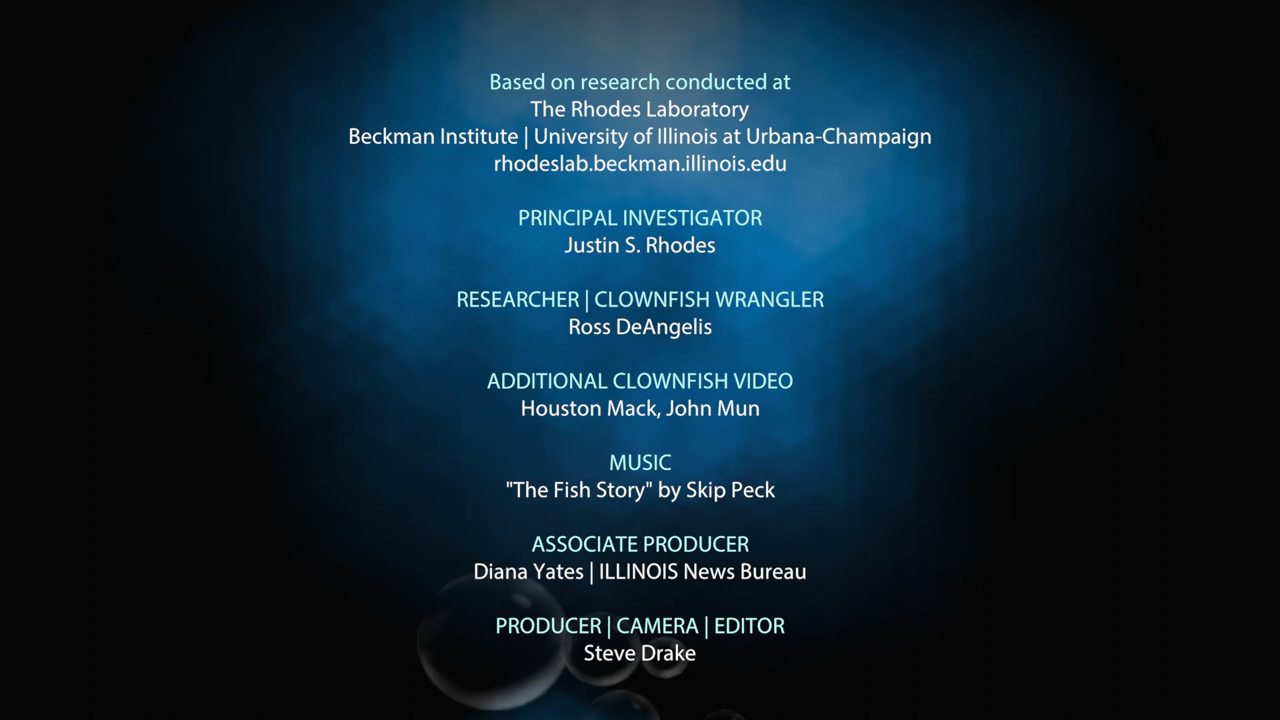 Based on research conducted at
The Rhodes Laboratory
Beckman Institute | University of Illinois at Urbana-Champaign
rhodeslab.beckman.illinois.edu
PRINCIPAL INVESTIGATOR
Justin S. Rhodes
RESEARCHER | CLOWNFISH WRANGLER
Ross DeAngelis
ADDITIONAL CLOWNFISH VIDEO
Houston Mack, John Mun
MUSIC
"The Fish Story" by Skip Peck
ASSOCIATE PRODUCER
Diana Yates | ILLINOIS News Bureau
PRODUCER | CAMERA | EDITOR
Steve Drake